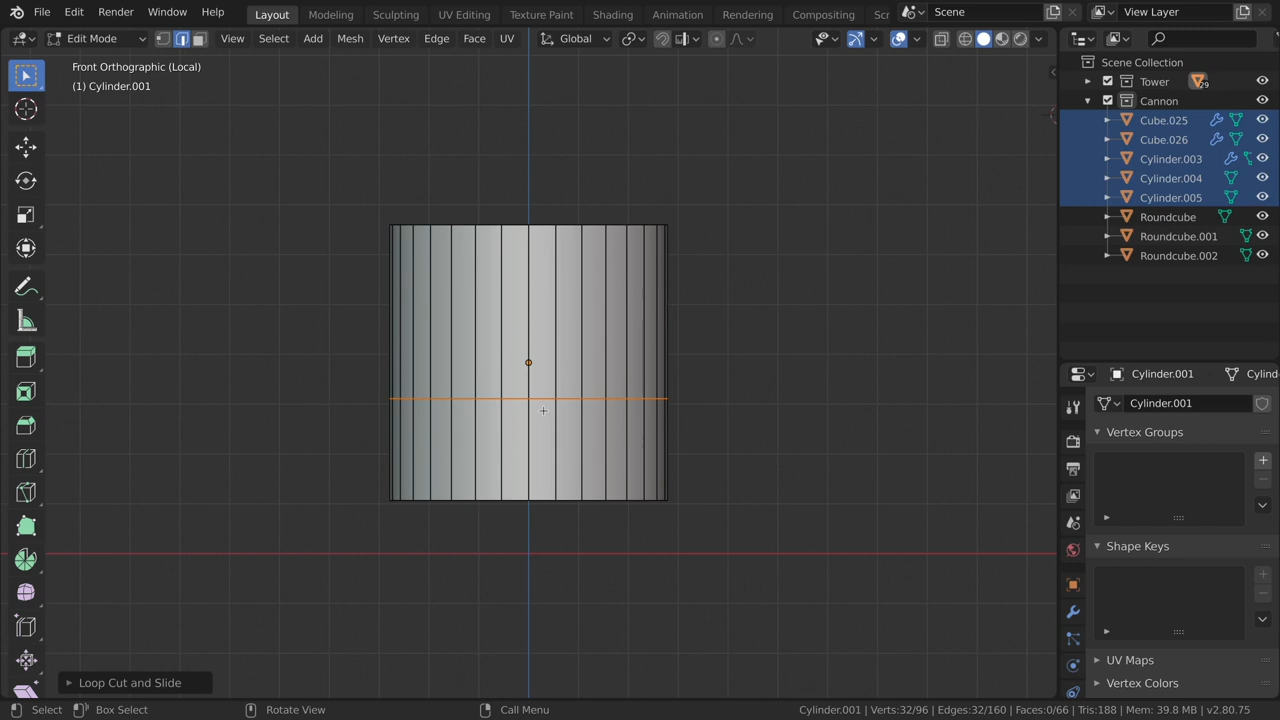 File Edit Render Window Help Layout Modeling Sculpting UV Editing Texture Paint Shading Animation Rendering Compositing Scr Scene View Layer
Edit Mode View Select Add Mesh Vertex Edge Face UV Global
Front Orthographic (Local)
(1) Cylinder.001
Scene Collection
Tower 29
Cannon
Cube.025
Cube.026
Cylinder.003
Cylinder.004
Cylinder.005
Roundcube
Roundcube.001
Roundcube.002
Cylinder.001 Cylind
Cylinder.001
Vertex Groups
Shape Keys
UV Maps
Vertex Colors
Loop Cut and Slide
Select Box Select Rotate View Call Menu Cylinder.001 | Verts:32/96 | Edges:32/160 | Faces:0/66 | Tris:188 | Mem: 39.8 MB | v2.80.75